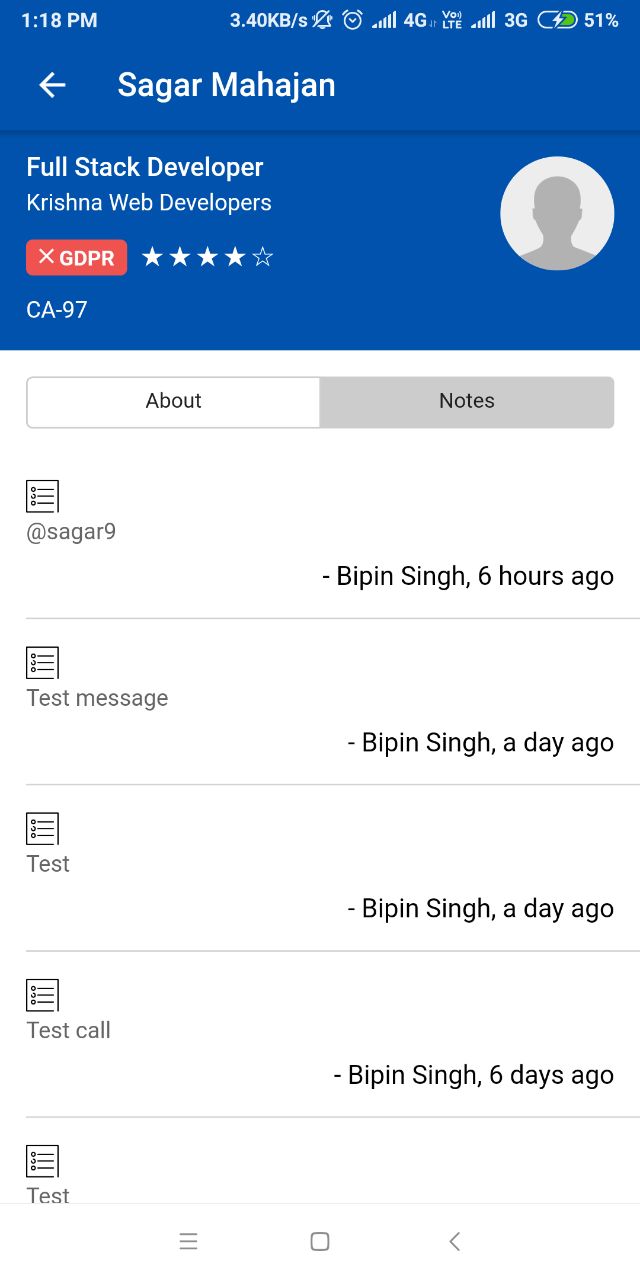 1:18 PM 3.40KB/s 4G VoLTE 3G 51%
Sagar Mahajan
Full Stack Developer
Krishna Web Developers
GDPR
CA-97
About Notes
@sagar9
- Bipin Singh, 6 hours ago
Test message
- Bipin Singh, a day ago
Test
- Bipin Singh, a day ago
Test call
- Bipin Singh, 6 days ago
Test